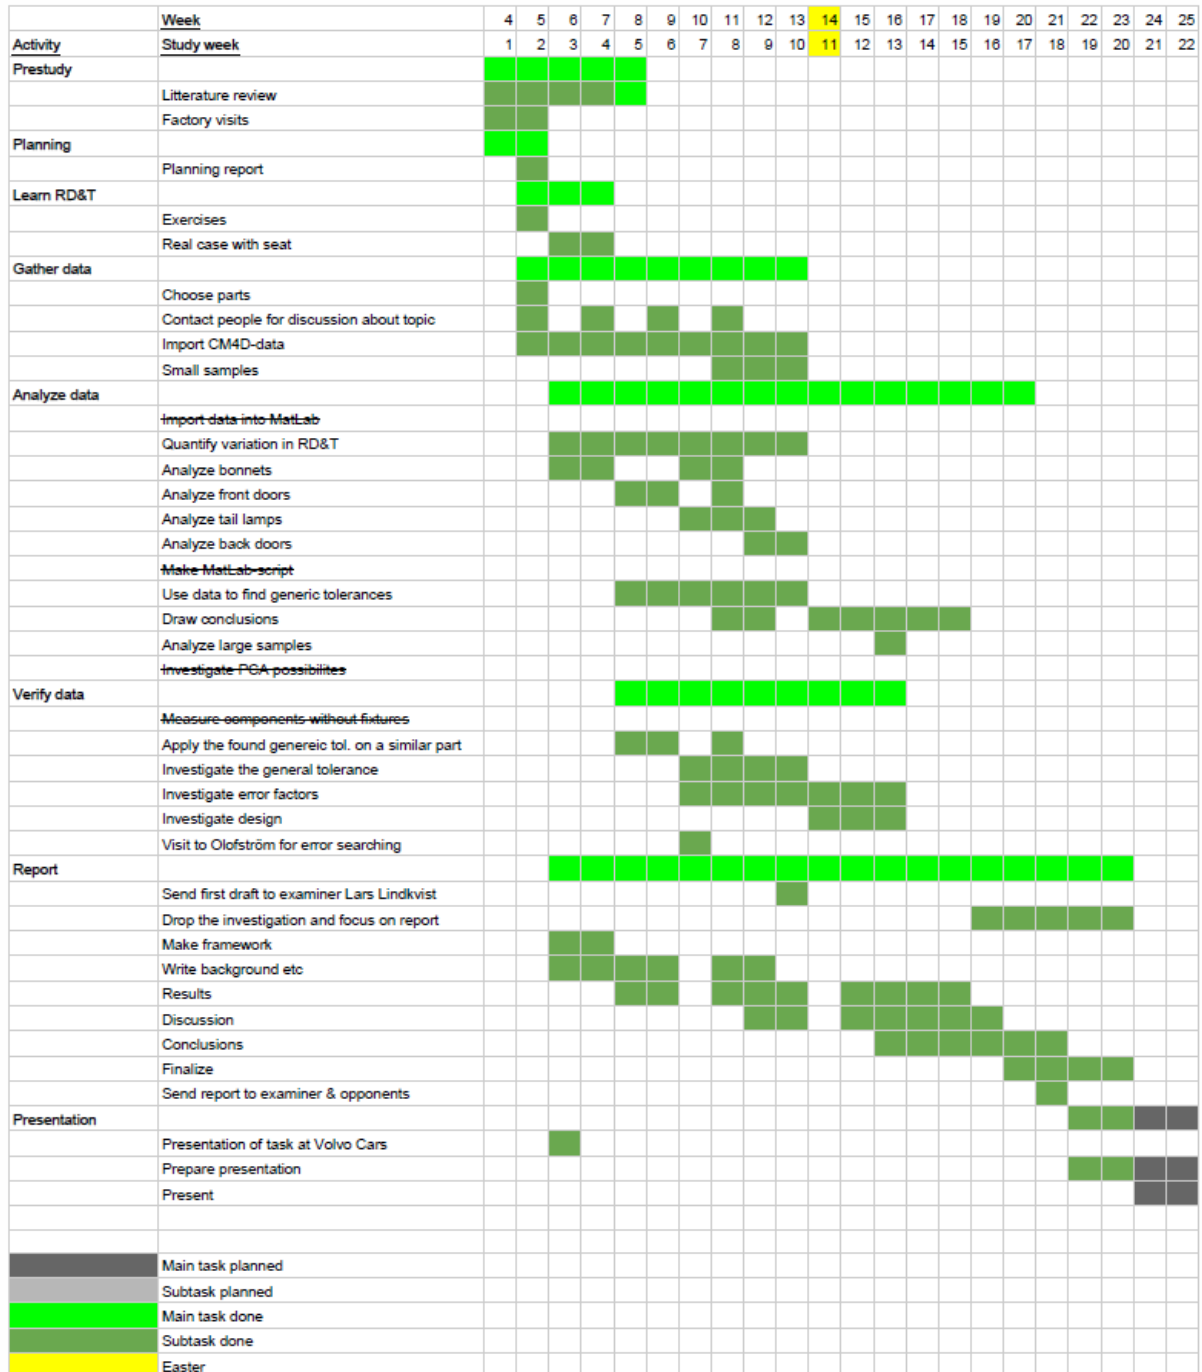 Week 4 5 6 7 8 9 10 11 12 13 14 15 16 17 18 19 20 21 22 23 24 25
Activity Study week 1 2 3 4 5 6 7 8 9 10 11 12 13 14 15 16 17 18 19 20 21 22
Prestudy
Litterature review
Factory visits
Planning
Planning report
Learn RD&T
Exercises
Real case with seat
Gather data
Choose parts
Contact people for discussion about topic
Import CM4D-data
Small samples
Analyze data
Import data into MatLab
Quantify variation in RD&T
Analyze bonnets
Analyze front doors
Analyze tail lamps
Analyze back doors
Make MatLab-script
Use data to find generic tolerances
Draw conclusions
Analyze large samples
Investigate PCA possibilites
Verify data
Measure components without fixtures
Apply the found genereic tol. on a similar part
Investigate the general tolerance
Investigate error factors
Investigate design
Visit to Olofström for error searching
Report
Send first draft to examiner Lars Lindkvist
Drop the investigation and focus on report
Make framework
Write background etc
Results
Discussion
Conclusions
Finalize
Send report to examiner & opponents
Presentation
Presentation of task at Volvo Cars
Prepare presentation
Present
Main task planned
Subtask planned
Main task done
Subtask done
Easter